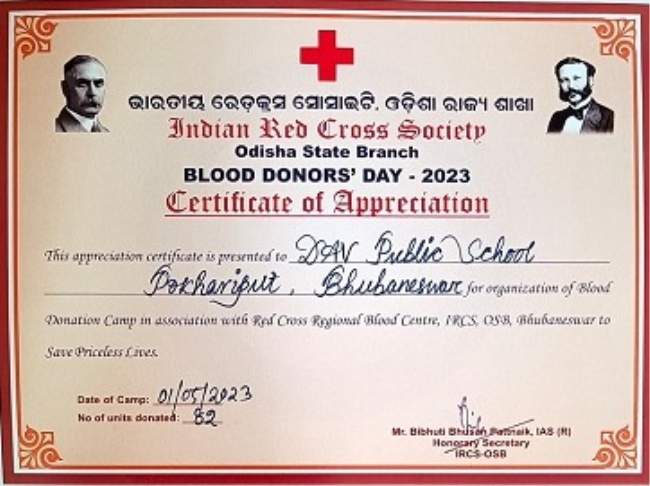 ଭାରତୀୟ ରେଡ଼କ୍ରସ ସୋସାଇଟି. ଓଡ଼ିଶା ରାଜ୍ୟ ଶାଖା
Indian Red Cross Society
Odisha State Branch
BLOOD DONORS' DAY - 2023
Certificate of Appreciation
This appreciation certificate is presented to DAV Public School
Pokhariput, Bhubaneswar for organization of Blood
Donation Camp in association with Red Cross Regional Blood Centre, IRCS, OSB, Bhubaneswar to
Save Priceless Lives.
Date of Camp: 01/05/2023
No of units donated: 82
Mr. Bibhuti Bhusan Pattnaik, IAS (R)
Honorary Secretary
IRCS-OSB